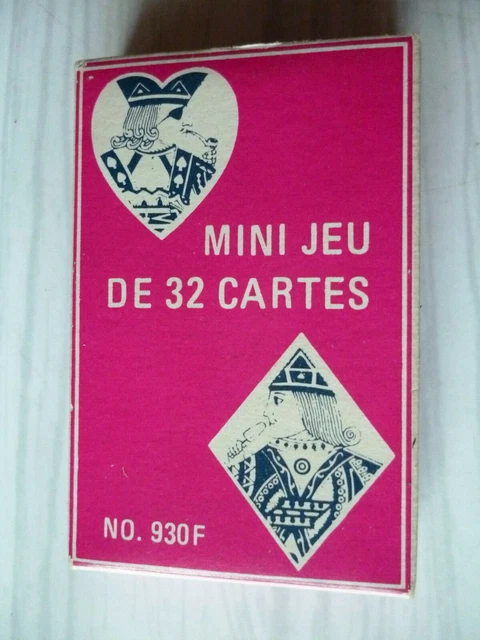 MINI JEU
DE 32 CARTES
NO. 930F